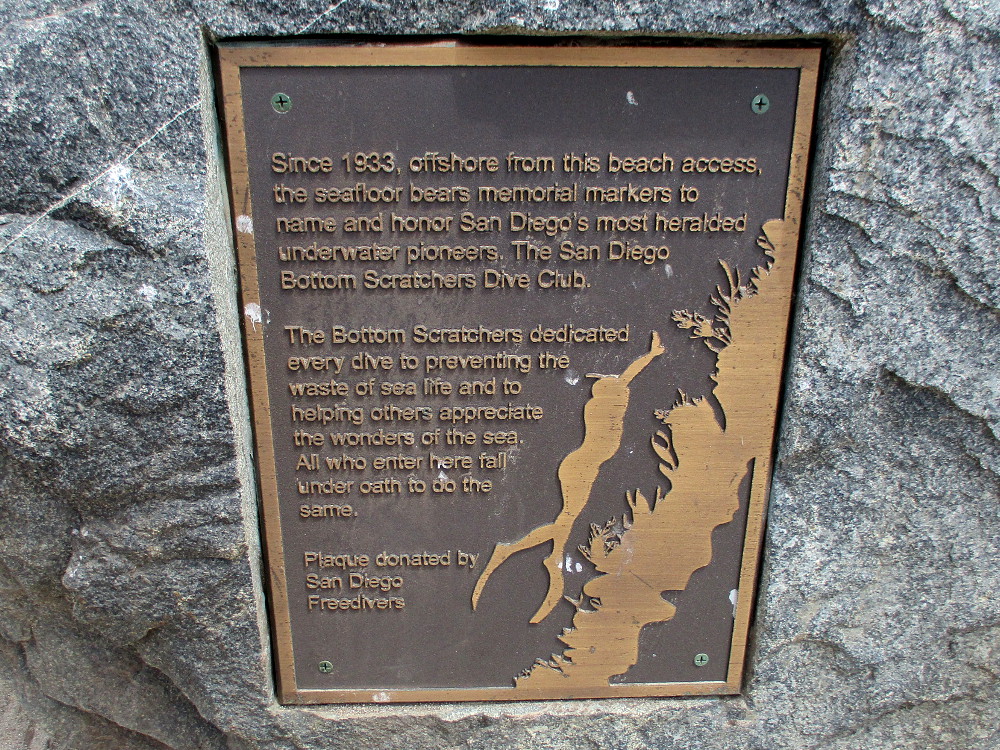 Since 1933, offshore from this beach access,
the seafloor bears memorial markers to
name and honor San Diego's most heralded
underwater pioneers. The San Diego
Bottom Scratchers Dive Club.
The Bottom Scratchers dedicated
every dive to preventing the
waste of sea life and to
helping others appreciate
the wonders of the sea.
All who enter here fall
under oath to do the
same.
Plaque donated by
San Diego
Freedivers